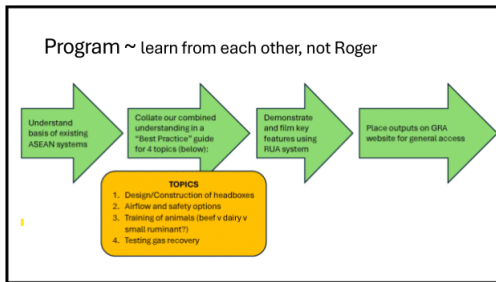 Program ~ learn from each other, not Roger
Understand
basis of existing
ASEAN systems
Collate our combined
understanding in a
"Best Practice" guide
for 4 topics (below):
Demonstrate
and film key
features using
RUA system
Place outputs on GRA
website for general access
TOPICS
1. Design/Construction of headboxes
2. Airflow and safety options
3. Training of animals (beef v dairy v
small ruminant?)
4. Testing gas recovery